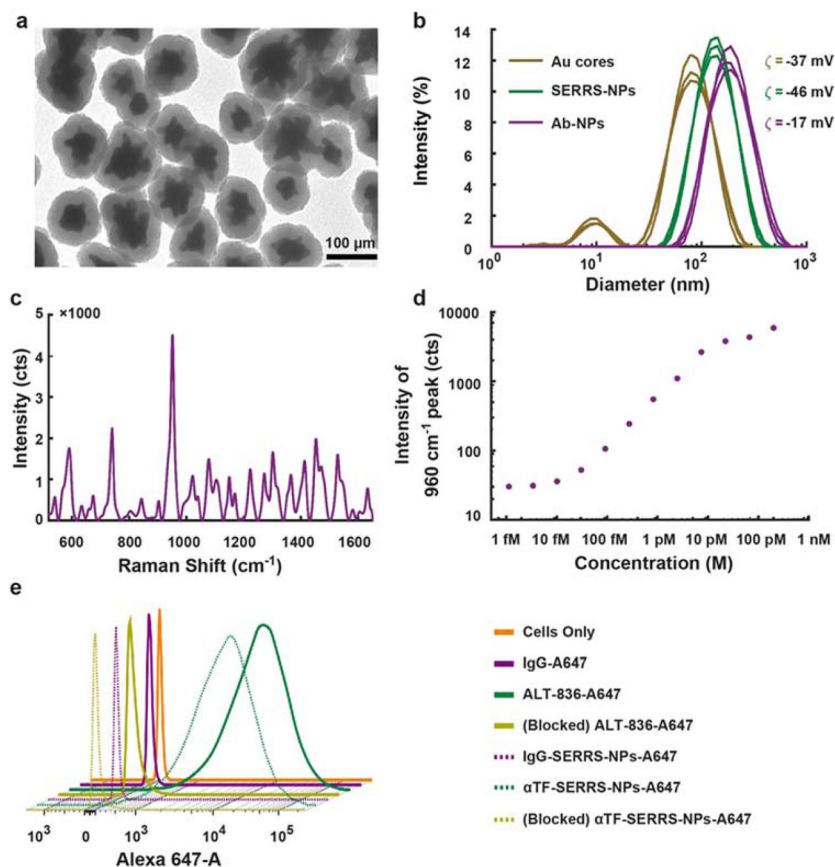 a
100 μm
b
Intensity (%)
14
12
10
8
6
4
2
0
Au cores
SERRS-NPs
Ab-NPs
ζ = -37 mV
ζ = -46 mV
ζ = -17 mV
10⁰ 10¹ 10² 10³
Diameter (nm)
c
×1000
Intensity (cts)
5
4
3
2
1
0
600 800 1000 1200 1400 1600
Raman Shift (cm⁻¹)
d
Intensity of
960 cm⁻¹ peak (cts)
10000
1000
100
10
1 fM 10 fM 100 fM 1 pM 10 pM 100 pM 1 nM
Concentration (M)
e
10³ 0 10³ 10⁴ 10⁵
Alexa 647-A
Cells Only
IgG-A647
ALT-836-A647
(Blocked) ALT-836-A647
IgG-SERRS-NPs-A647
αTF-SERRS-NPs-A647
(Blocked) αTF-SERRS-NPs-A647